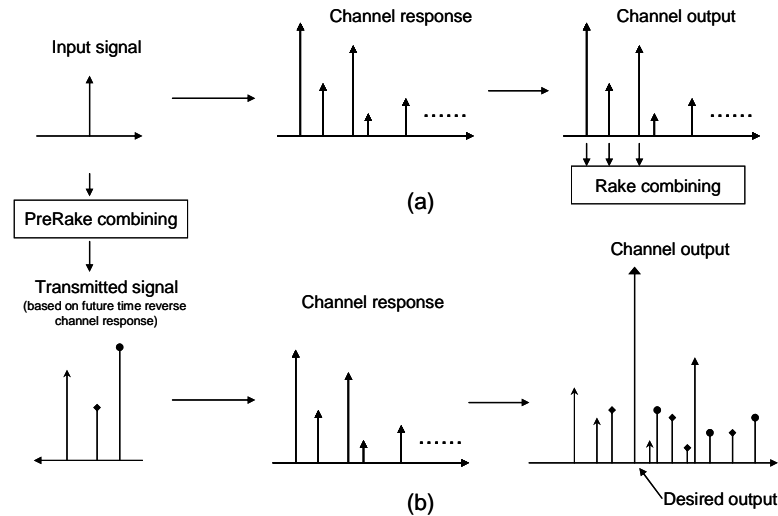 Input signal
Channel response
Channel output
......
......
Rake combining
(a)
PreRake combining
Transmitted signal
(based on future time reverse
channel response)
Channel response
Channel output
......
Desired output
(b)